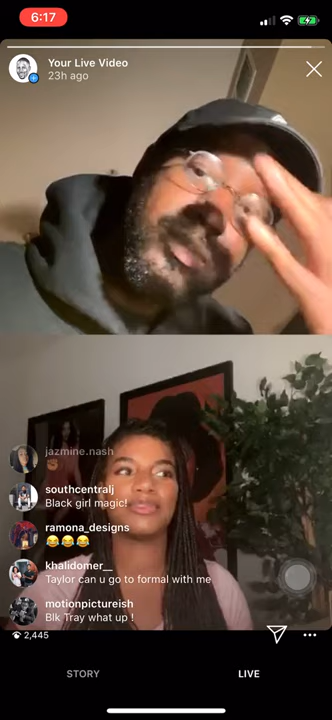 6:17
Your Live Video
23h ago
jazmine.nash
southcentralj
Black girl magic!
ramona_designs
😂😂😂
khalidomer__
Taylor can u go to formal with me
motionpictureish
Blk Tray what up !
2,445
STORY
LIVE